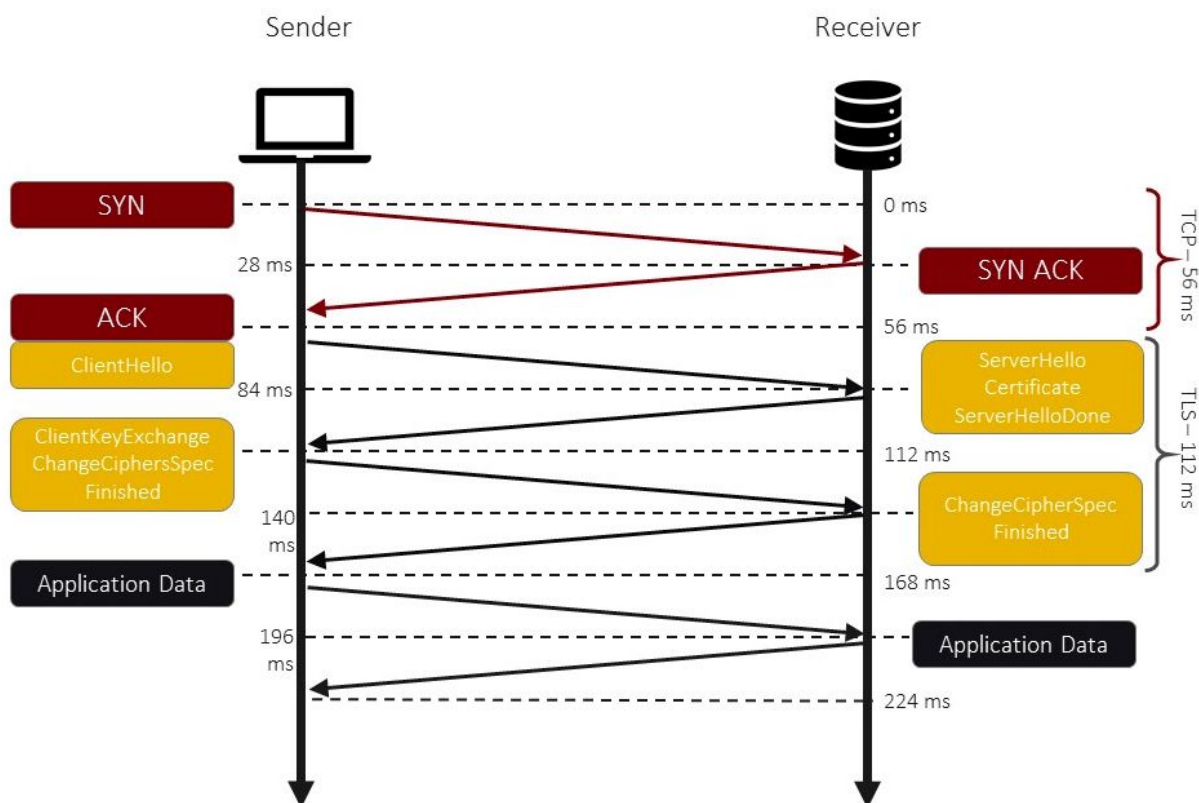 Sender
Receiver
SYN
0 ms
28 ms
SYN ACK
TCP – 56 ms
ACK
56 ms
ClientHello
84 ms
ServerHello
Certificate
ServerHelloDone
ClientKeyExchange
ChangeCiphersSpec
Finished
112 ms
TLS – 112 ms
140
ms
ChangeCipherSpec
Finished
Application Data
168 ms
196
ms
Application Data
224 ms